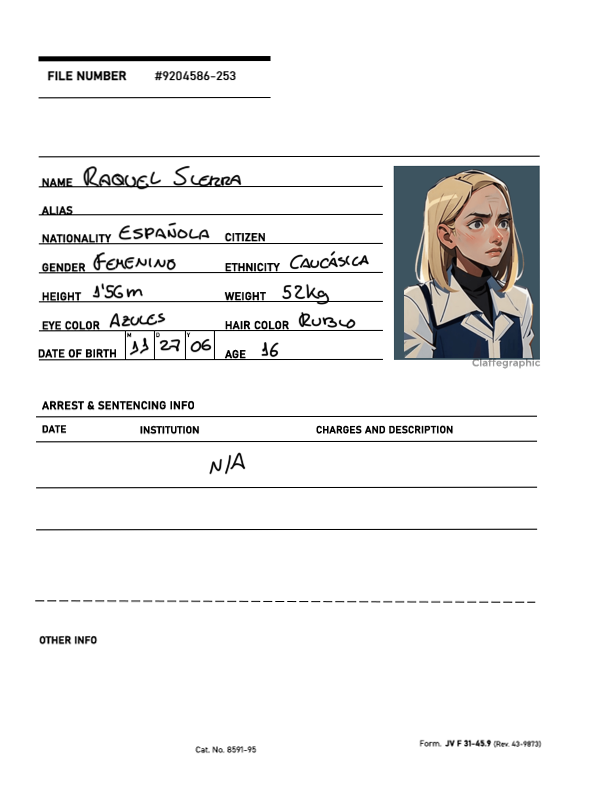 FILE NUMBER #9204586-253
NAME RAQUEL SIERRA
ALIAS
NATIONALITY ESPAÑOLA CITIZEN
GENDER FEMENINO ETHNICITY CAUCÁSICA
HEIGHT 1'56m WEIGHT 52Kg
EYE COLOR AZULES HAIR COLOR RUBIO
DATE OF BIRTH M 11 D 27 Y 06 AGE 16
Claffegraphic
ARREST & SENTENCING INFO
DATE INSTITUTION CHARGES AND DESCRIPTION
N/A
OTHER INFO
Cat. No. 8591-95 Form. JV F 31-45.9 (Rev. 43-9873)